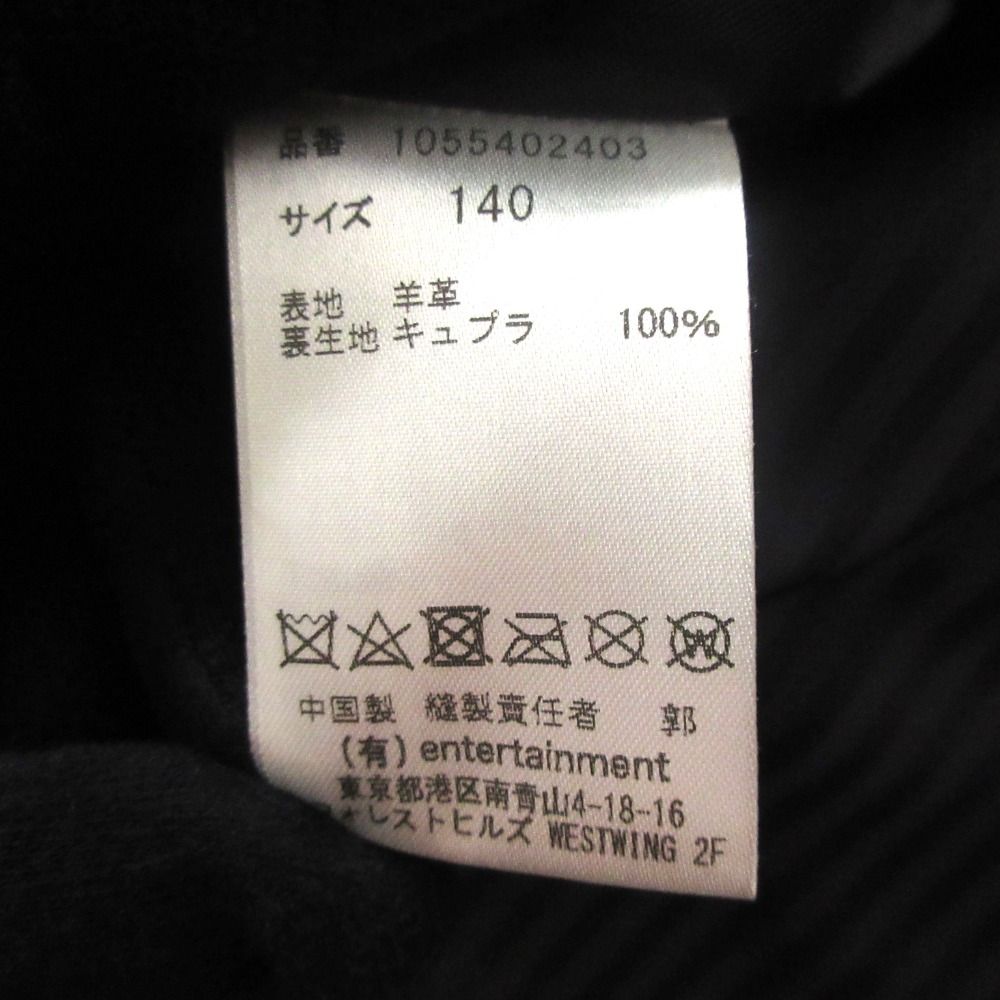 品番 1055402403
サイズ 140
表地 羊革
裏生地 キュプラ 100%
W
中国製 縫製責任者 郭
(有) entertainment
東京都港区南青山4-18-16
レストヒルズ WESTWING 2F